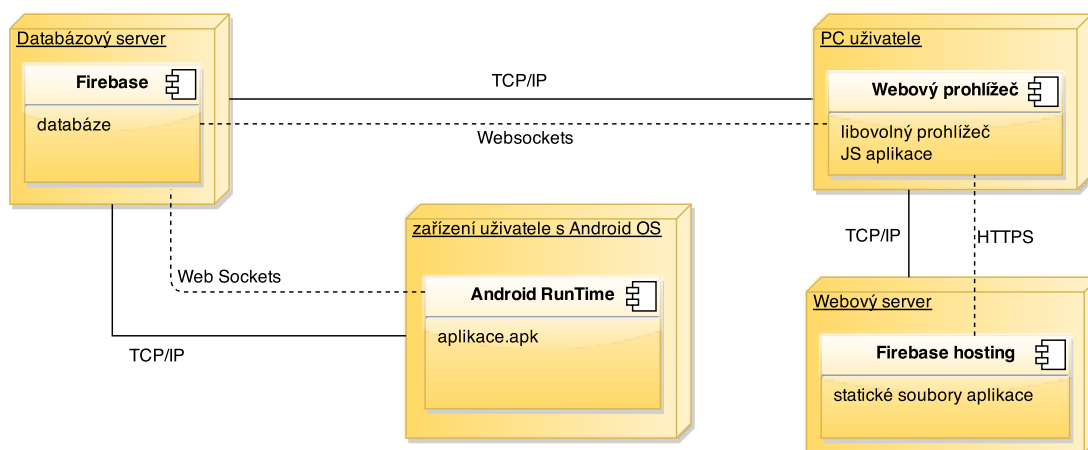 Databázový server
Firebase
databáze
TCP/IP
Websockets
PC uživatele
Webový prohlížeč
libovolný prohlížeč
JS aplikace
zařízení uživatele s Android OS
Android RunTime
aplikace.apk
Web Sockets
TCP/IP
TCP/IP
HTTPS
Webový server
Firebase hosting
statické soubory aplikace